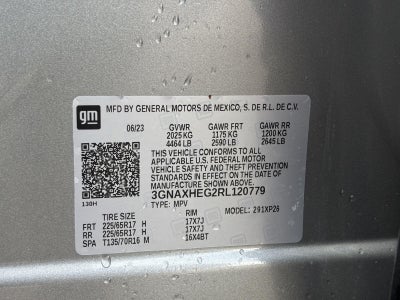 gm MFD BY GENERAL MOTORS DE MEXICO, S. DE R.L. DE C.V.
06/23 GVWR GAWR FRT GAWR RR
2025 KG 1175 KG 1200 KG
4464 LB 2590 LB 2645 LB
THIS VEHICLE CONFORMS TO ALL
APPLICABLE U.S. FEDERAL MOTOR
VEHICLE SAFETY AND THEFT PREVENTION
STANDARDS IN EFFECT ON THE DATE OF
MANUFACTURE SHOWN ABOVE.
3GNAXHEG2RL120779
130H TYPE: MPV MODEL: 291XP26
TIRE SIZE RIM
FRT 225/65R17 H 17X7J
RR 225/65R17 H 17X7J
SPA T135/70R16 M 16X4BT